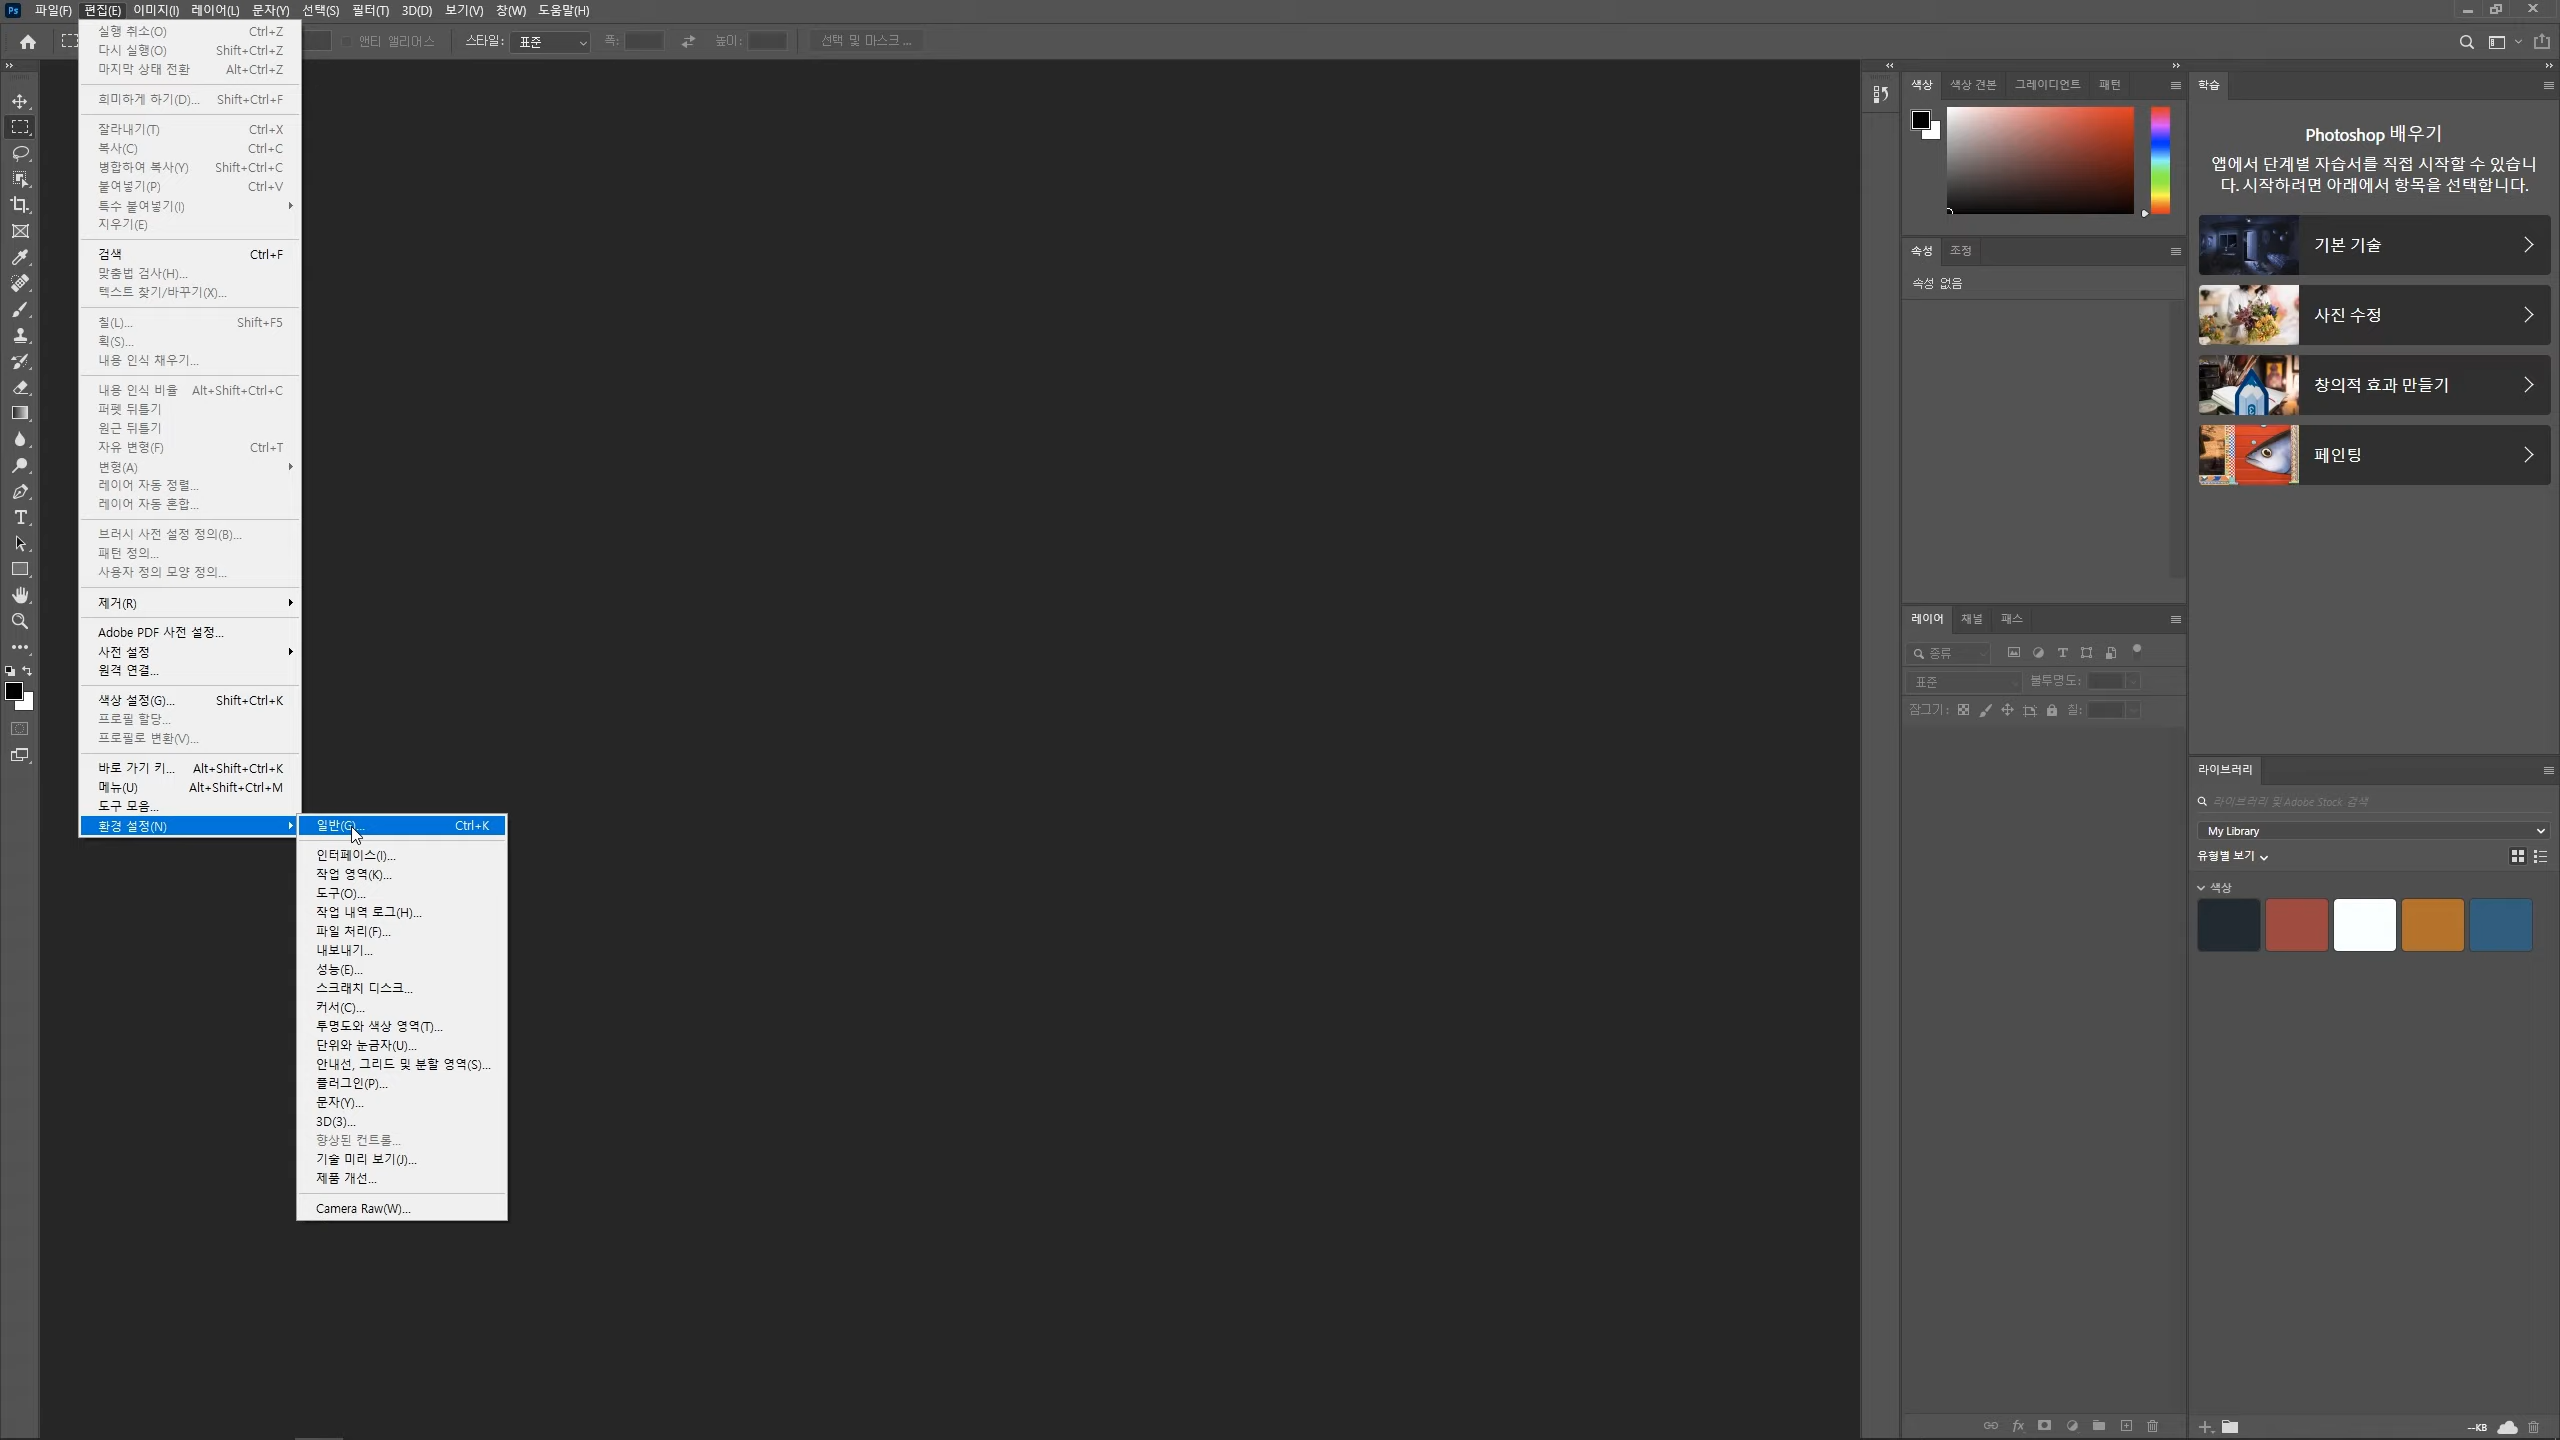 Ps 파일(F) 편집(E) 이미지(I) 레이어(L) 문자(Y) 선택(S) 필터(T) 3D(D) 보기(V) 창(W) 도움말(H)
앤티 앨리어스 스타일: 표준 폭: 높이: 선택 및 마스크 ...
실행 취소(O) Ctrl+Z
다시 실행(O) Shift+Ctrl+Z
마지막 상태 전환 Alt+Ctrl+Z
희미하게 하기(D)... Shift+Ctrl+F
잘라내기(T) Ctrl+X
복사(C) Ctrl+C
병합하여 복사(Y) Shift+Ctrl+C
붙여넣기(P) Ctrl+V
특수 붙여넣기(I)
지우기(E)
검색 Ctrl+F
맞춤법 검사(H)...
텍스트 찾기/바꾸기(X)...
칠(L)... Shift+F5
획(S)...
내용 인식 채우기...
내용 인식 비율 Alt+Shift+Ctrl+C
퍼펫 뒤틀기
원근 뒤틀기
자유 변형(F) Ctrl+T
변형(A)
레이어 자동 정렬...
레이어 자동 혼합...
브러시 사전 설정 정의(B)...
패턴 정의...
사용자 정의 모양 정의...
제거(R)
Adobe PDF 사전 설정...
사전 설정
원격 연결...
색상 설정(G)... Shift+Ctrl+K
프로필 할당...
프로필로 변환(V)...
바로 가기 키... Alt+Shift+Ctrl+K
메뉴(U) Alt+Shift+Ctrl+M
도구 모음...
환경 설정(N)
일반(G)... Ctrl+K
인터페이스(I)...
작업 영역(K)...
도구(O)...
작업 내역 로그(H)...
파일 처리(F)...
내보내기...
성능(E)...
스크래치 디스크...
커서(C)...
투명도와 색상 영역(T)...
단위와 눈금자(U)...
안내선, 그리드 및 분할 영역(S)...
플러그인(P)...
문자(Y)...
3D(3)...
향상된 컨트롤...
기술 미리 보기(J)...
제품 개선...
Camera Raw(W)...
색상 색상 견본 그레이디언트 패턴
속성 조정
속성 없음
레이어 채널 패스
종류
표준 불투명도:
잠그기: 칠:
fx
학습
Photoshop 배우기
앱에서 단계별 자습서를 직접 시작할 수 있습니
다. 시작하려면 아래에서 항목을 선택합니다.
기본 기술
사진 수정
창의적 효과 만들기
페인팅
라이브러리
라이브러리 및 Adobe Stock 검색
My Library
유형별 보기
색상
--KB